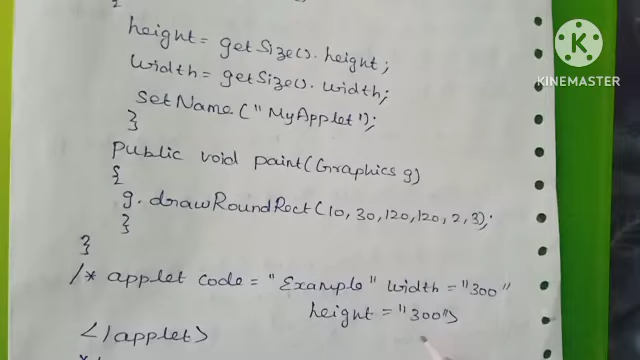 {
height = getSize().height;
width = getSize().width;
setName("MyApplet");
}
public void paint(Graphics g)
{
g.drawRoundRect(10, 30, 120, 120, 2, 3);
}
}
/* applet code = "Example" width = "300"
height = "300">
</applet>
*/
KINEMASTER